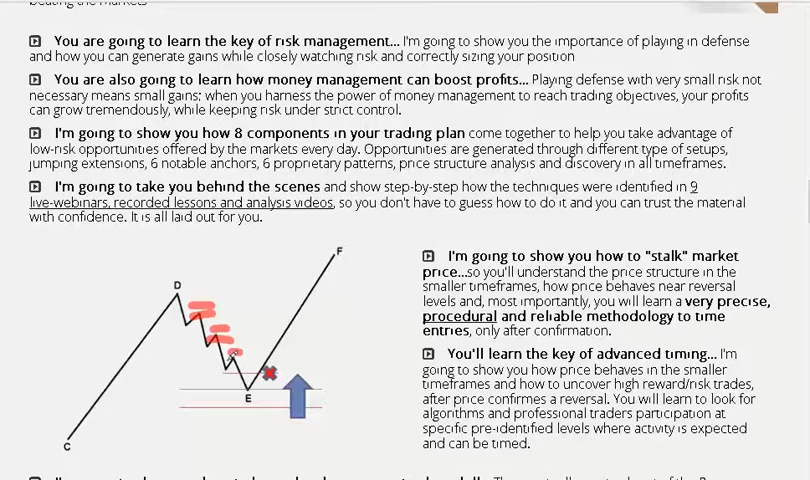 You are going to learn the key of risk management... I'm going to show you the importance of playing in defense
and how you can generate gains while closely watching risk and correctly sizing your position
You are also going to learn how money management can boost profits... Playing defense with very small risk not
necessary means small gains; when you harness the power of money management to reach trading objectives, your profits
can grow tremendously, while keeping risk under strict control.
I'm going to show you how 8 components in your trading plan come together to help you take advantage of
low-risk opportunities offered by the markets every day. Opportunities are generated through different type of setups,
jumping extensions, 6 notable anchors, 6 proprietary patterns, price structure analysis and discovery in all timeframes.
I'm going to take you behind the scenes and show step-by-step how the techniques were identified in 9
live-webinars, recorded lessons and analysis videos, so you don't have to guess how to do it and you can trust the material
with confidence. It is all laid out for you.
I'm going to show you how to "stalk" market
price...so you'll understand the price structure in the
smaller timeframes, how price behaves near reversal
levels and, most importantly, you will learn a very precise,
procedural and reliable methodology to time
entries, only after confirmation.
You'll learn the key of advanced timing... I'm
going to show you how price behaves in the smaller
timeframes and how to uncover high reward/risk trades,
after price confirmes a reversal. You will learn to look for
algorithms and professional traders participation at
specific pre-identified levels where activity is expected
and can be timed.
F
D
E
C